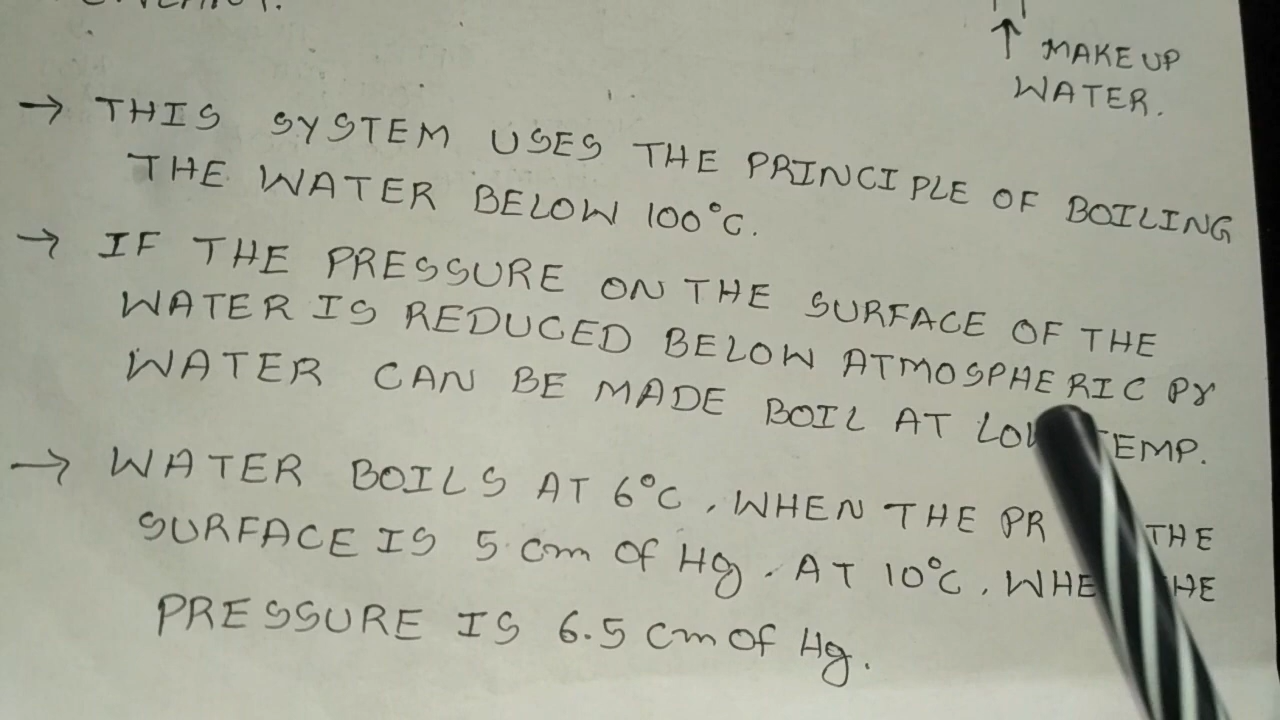 ↑ MAKE UP
WATER.
→ THIS SYSTEM USES THE PRINCIPLE OF BOILING
THE WATER BELOW 100°C.
→ IF THE PRESSURE ON THE SURFACE OF THE
WATER IS REDUCED BELOW ATMOSPHERIC Pr
WATER CAN BE MADE BOIL AT TEMP.
→ WATER BOILS AT 6°C, WHEN THE PR THE
SURFACE IS 5 cm of Hg. AT 10°C, WHE HE
PRESSURE IS 6.5 cm of Hg.